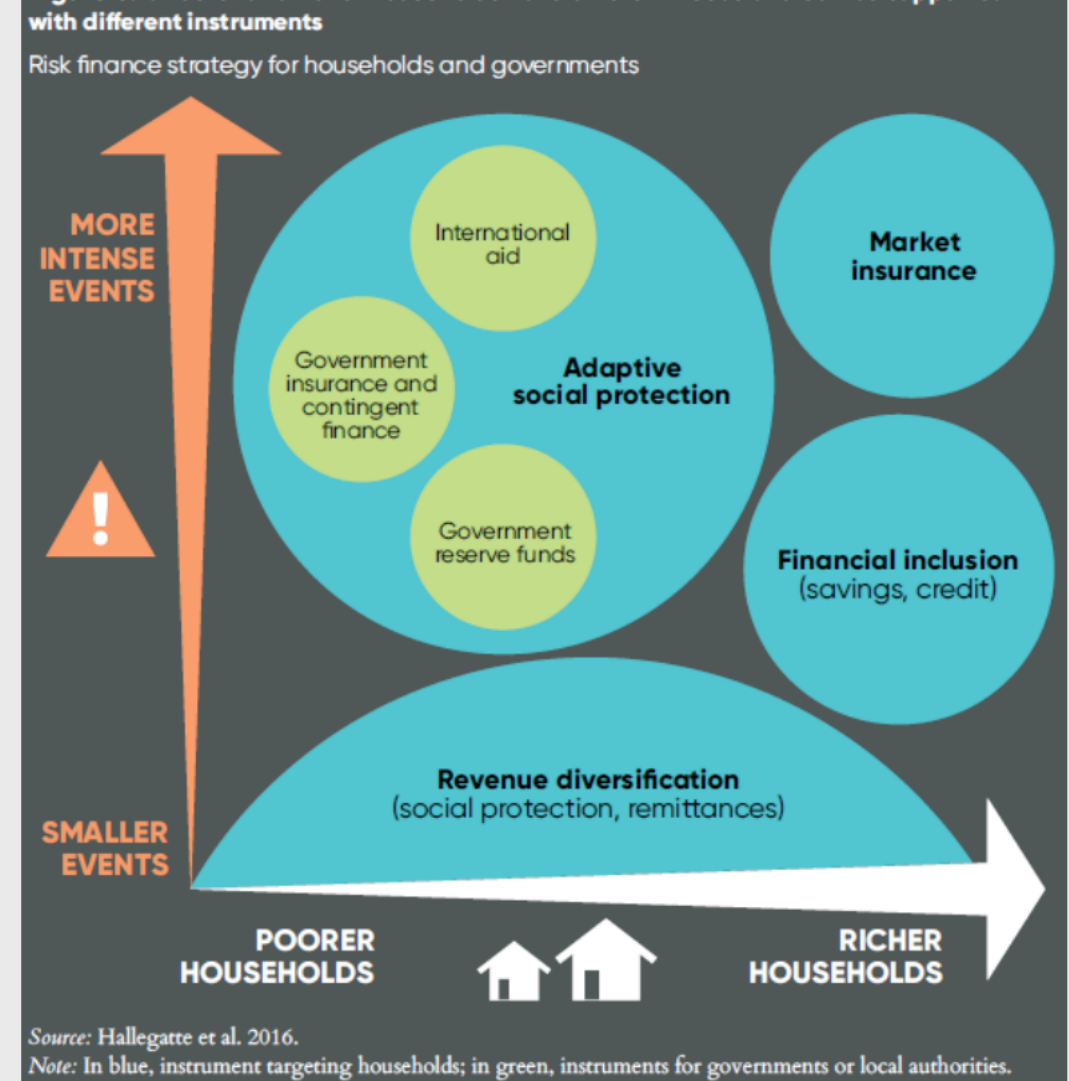 with different instruments
Risk finance strategy for households and governments
MORE
INTENSE
EVENTS
International
aid
Market
insurance
Government
insurance and
contingent
finance
Adaptive
social protection
Government
reserve funds
Financial inclusion
(savings, credit)
!
Revenue diversification
(social protection, remittances)
SMALLER
EVENTS
POORER
HOUSEHOLDS
RICHER
HOUSEHOLDS
Source: Hallegatte et al. 2016.
Note: In blue, instrument targeting households; in green, instruments for governments or local authorities.